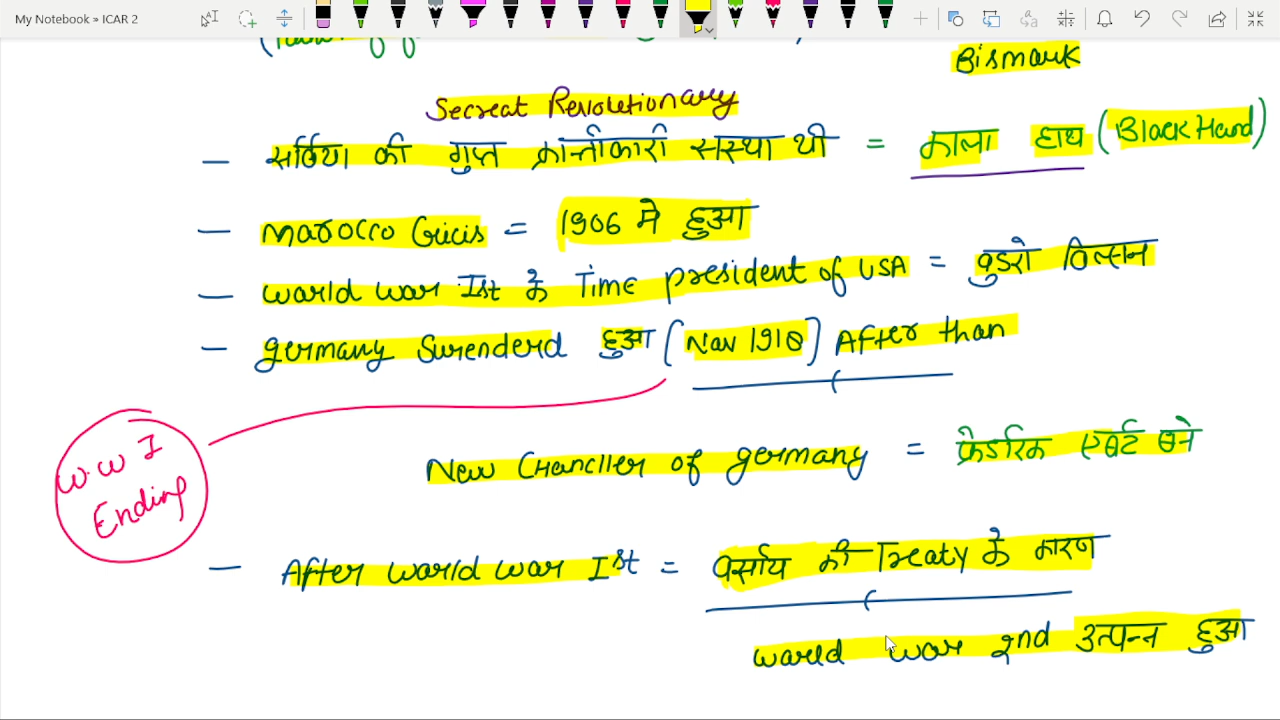 My Notebook » ICAR 2
Bismark
Secreat Revolutionary
- सर्बिया की गुप्त क्रान्तीकारी संस्था थी = काला हाथ (Black Hand)
- Marocco Cricis = 1906 मे हुआ
- World war Ist के Time president of USA = वुडरो विल्सन
- Germany Surenderd हुआ [Nov 1918] After than
W.W I
Ending
New Chancller of germany = फ्रेडरिक एबर्ट बने
- After world war Ist = वर्साय की Treaty के कारण
world war 2nd उत्पन्न हुआ